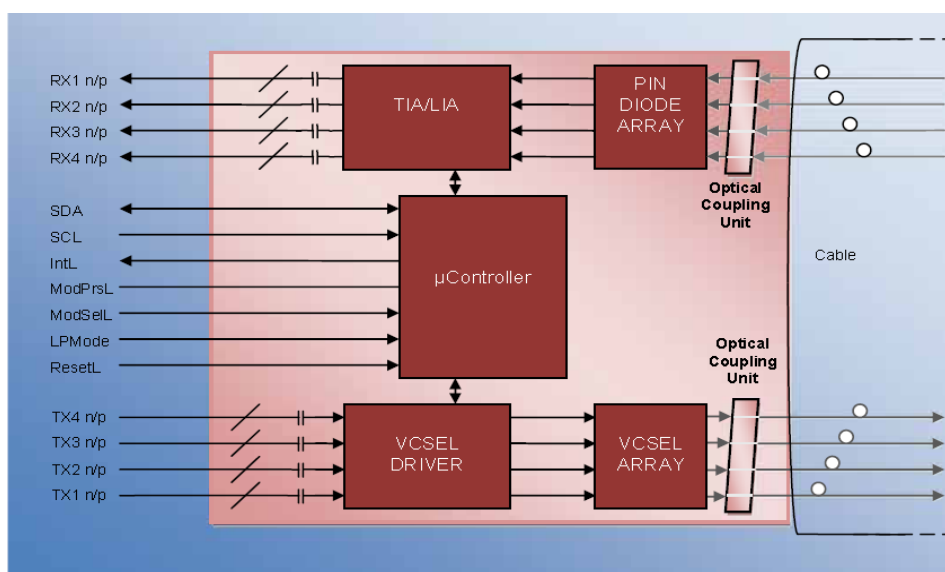 RX1 n/p
RX2 n/p
RX3 n/p
RX4 n/p
TIA/LIA
PIN
DIODE
ARRAY
Optical
Coupling
Unit
SDA
SCL
IntL
ModPrsL
ModSelL
LPMode
ResetL
µController
Cable
Optical
Coupling
Unit
TX4 n/p
TX3 n/p
TX2 n/p
TX1 n/p
VCSEL
DRIVER
VCSEL
ARRAY